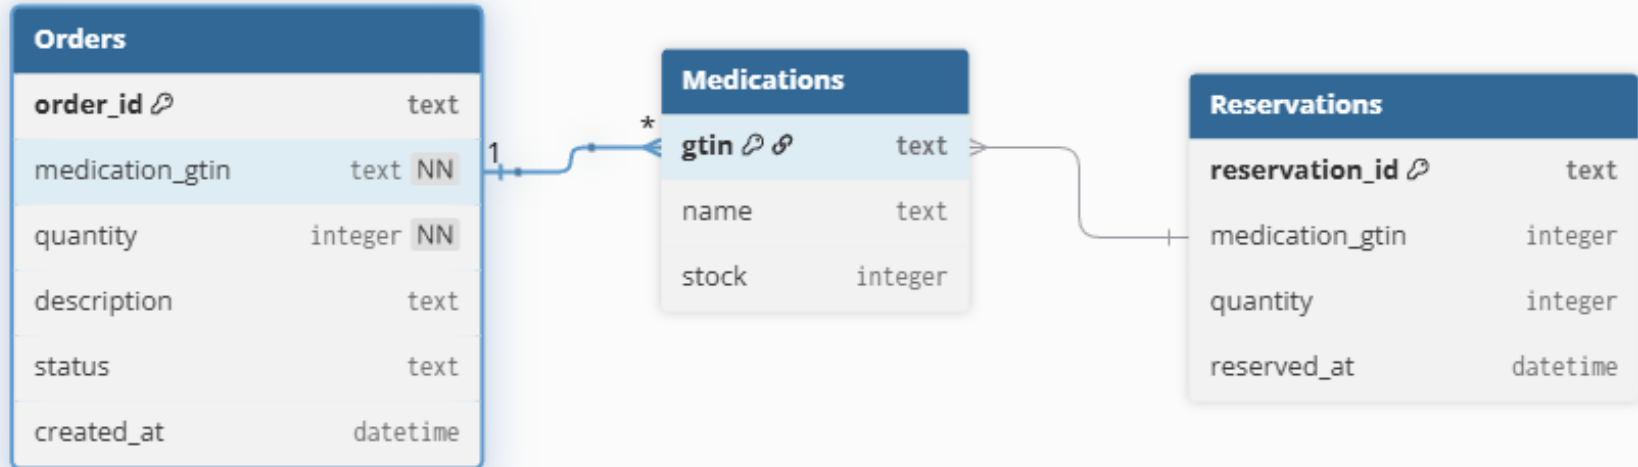 Orders
order_id text
medication_gtin text NN
quantity integer NN
description text
status text
created_at datetime
1
*
Medications
gtin text
name text
stock integer
Reservations
reservation_id text
medication_gtin integer
quantity integer
reserved_at datetime